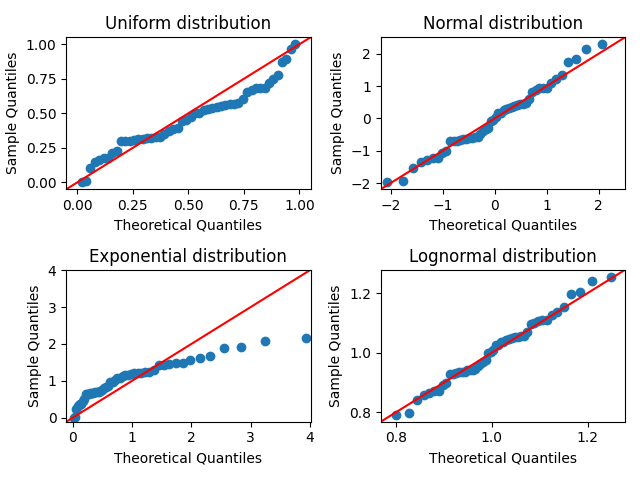 Uniform distribution
1.00
0.75
0.50
0.25
0.00
Sample Quantiles
0.00 0.25 0.50 0.75 1.00
Theoretical Quantiles
Normal distribution
2
1
0
−1
−2
Sample Quantiles
−2 −1 0 1 2
Theoretical Quantiles
Exponential distribution
4
3
2
1
0
Sample Quantiles
0 1 2 3 4
Theoretical Quantiles
Lognormal distribution
1.2
1.0
0.8
Sample Quantiles
0.8 1.0 1.2
Theoretical Quantiles